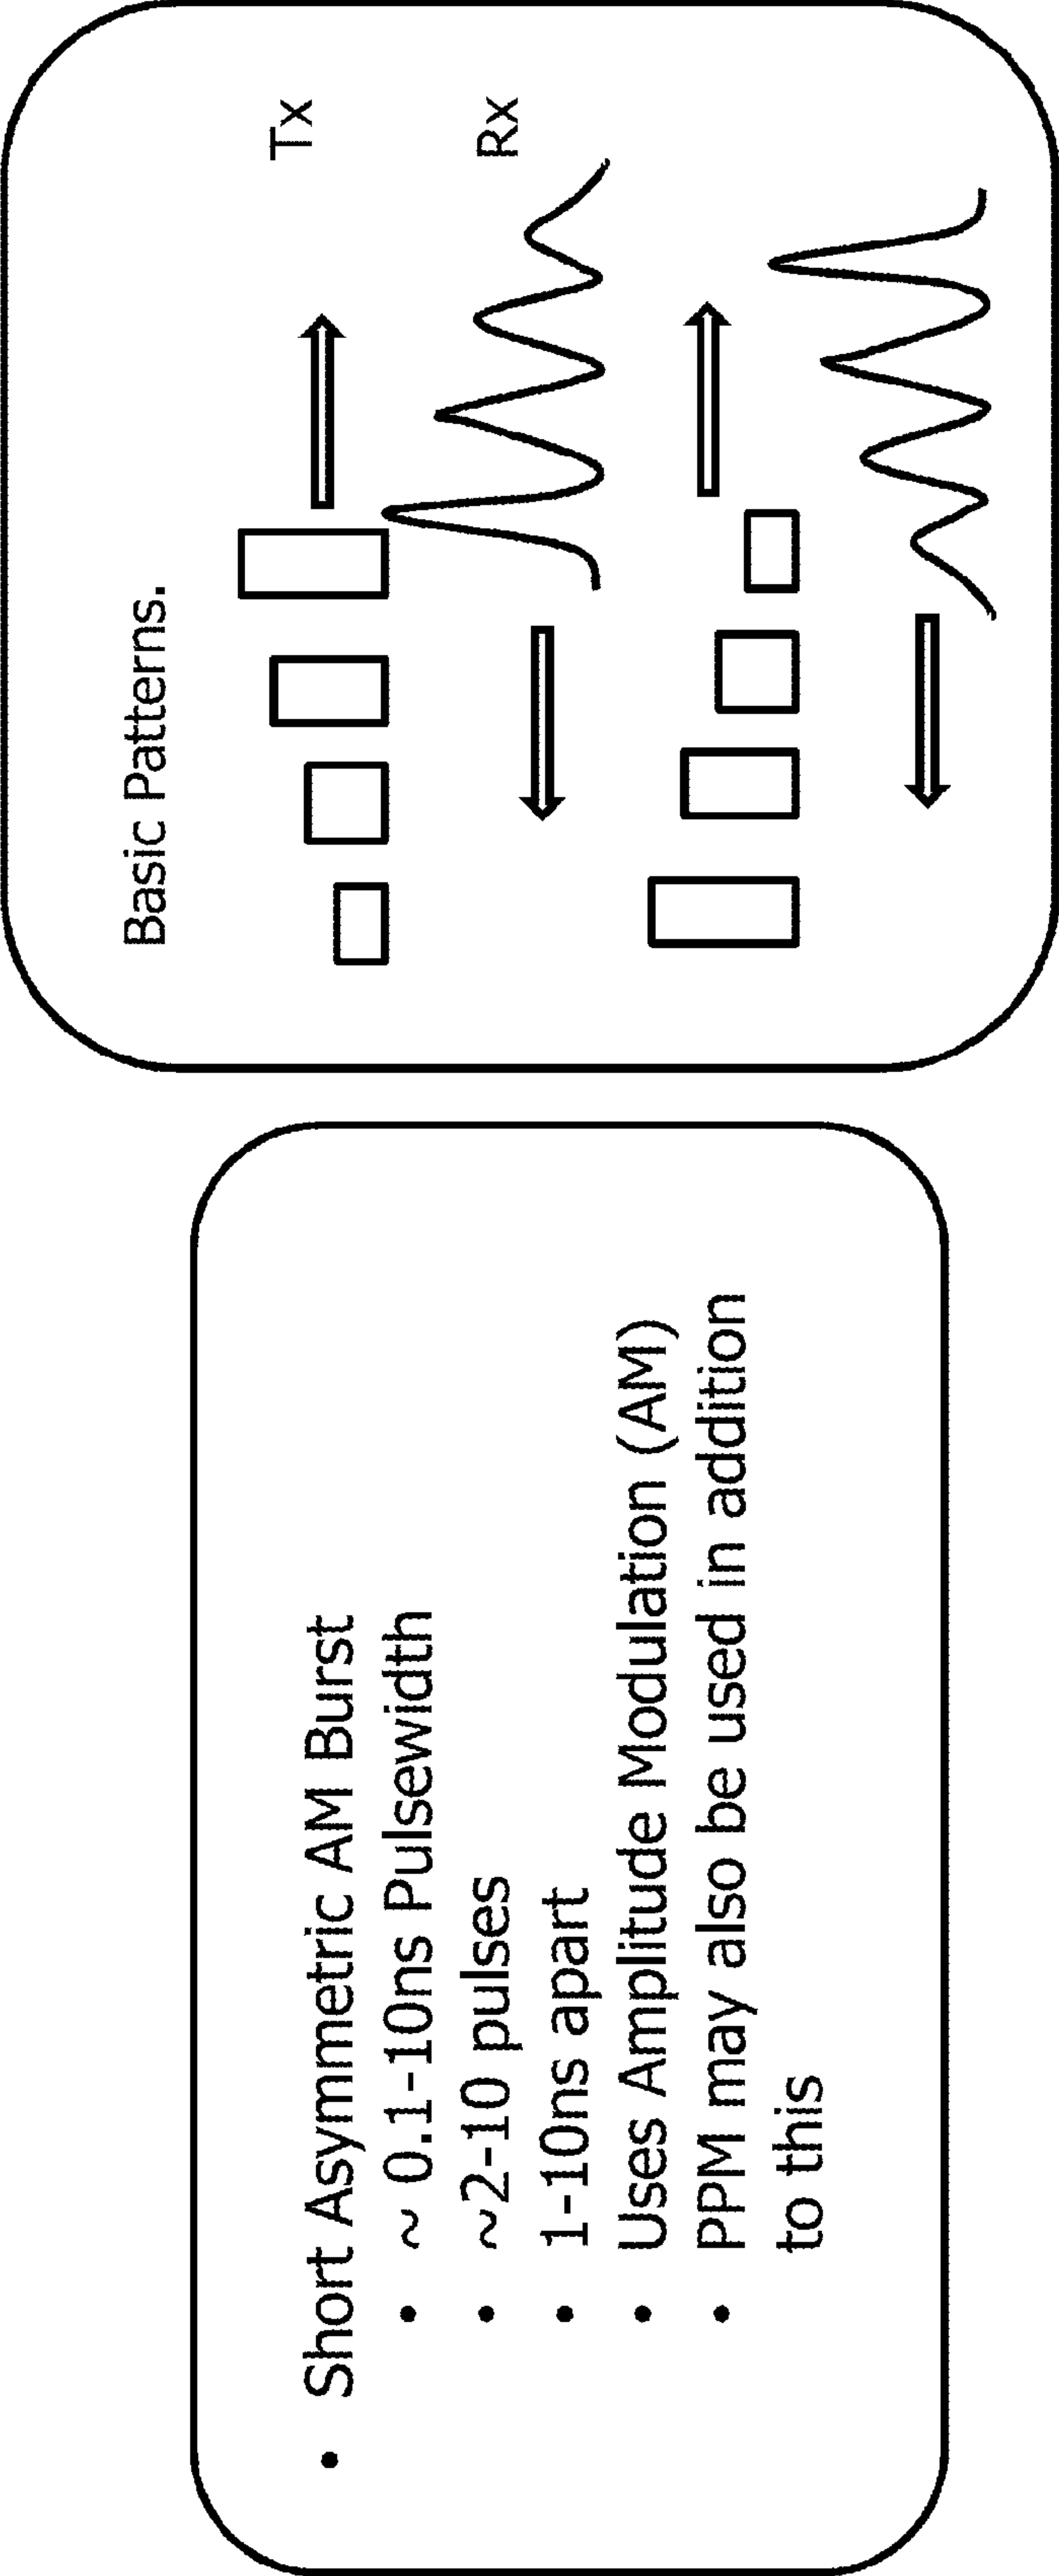 • Short Asymmetric AM Burst
• ~ 0.1-10ns Pulsewidth
• ~2-10 pulses
• 1-10ns apart
• Uses Amplitude Modulation (AM)
• PPM may also be used in addition
to this
Basic Patterns.
Tx
Rx